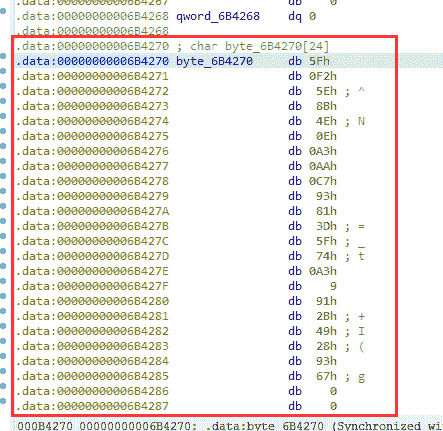 .data:00000000006B4267 db 0
.data:00000000006B4268 qword_6B4268 dq 0
.data:00000000006B4270 ; char byte_6B4270[24]
.data:00000000006B4270 byte_6B4270 db 5Fh
.data:00000000006B4271 db 0F2h
.data:00000000006B4272 db 5Eh ; ^
.data:00000000006B4273 db 8Bh
.data:00000000006B4274 db 4Eh ; N
.data:00000000006B4275 db 0Eh
.data:00000000006B4276 db 0A3h
.data:00000000006B4277 db 0AAh
.data:00000000006B4278 db 0C7h
.data:00000000006B4279 db 93h
.data:00000000006B427A db 81h
.data:00000000006B427B db 3Dh ; =
.data:00000000006B427C db 5Fh ; _
.data:00000000006B427D db 74h ; t
.data:00000000006B427E db 0A3h
.data:00000000006B427F db 9
.data:00000000006B4280 db 91h
.data:00000000006B4281 db 2Bh ; +
.data:00000000006B4282 db 49h ; I
.data:00000000006B4283 db 28h ; (
.data:00000000006B4284 db 93h
.data:00000000006B4285 db 67h ; g
.data:00000000006B4286 db 0
.data:00000000006B4287 db 0
000B4270 00000000006B4270: .data:byte_6B4270 (Synchronized wi